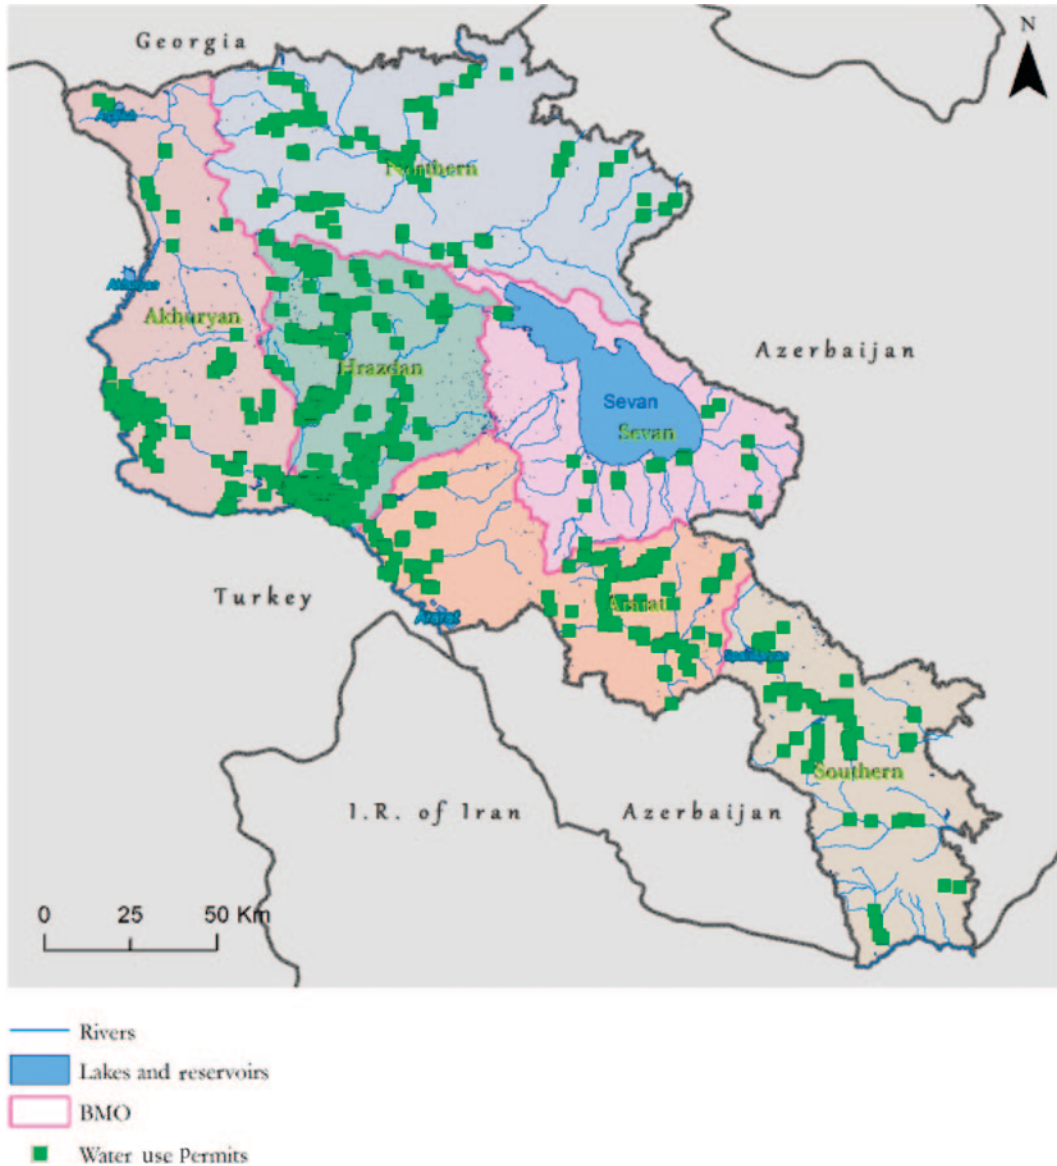 Georgia
N
Northern
Akhuryan
Azerbaijan
Hrazdan
Sevan
Sevan
Turkey
Ararat
Ararat
Southern
I.R. of Iran
Azerbaijan
0 25 50 Km
Rivers
Lakes and reservoirs
BMO
Water use Permits